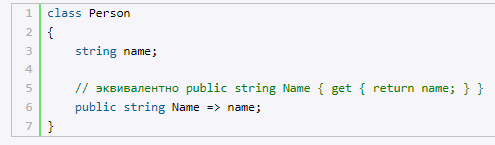 1 class Person
2 {
3     string name;
4
5     // эквивалентно public string Name { get { return name; } }
6     public string Name => name;
7 }